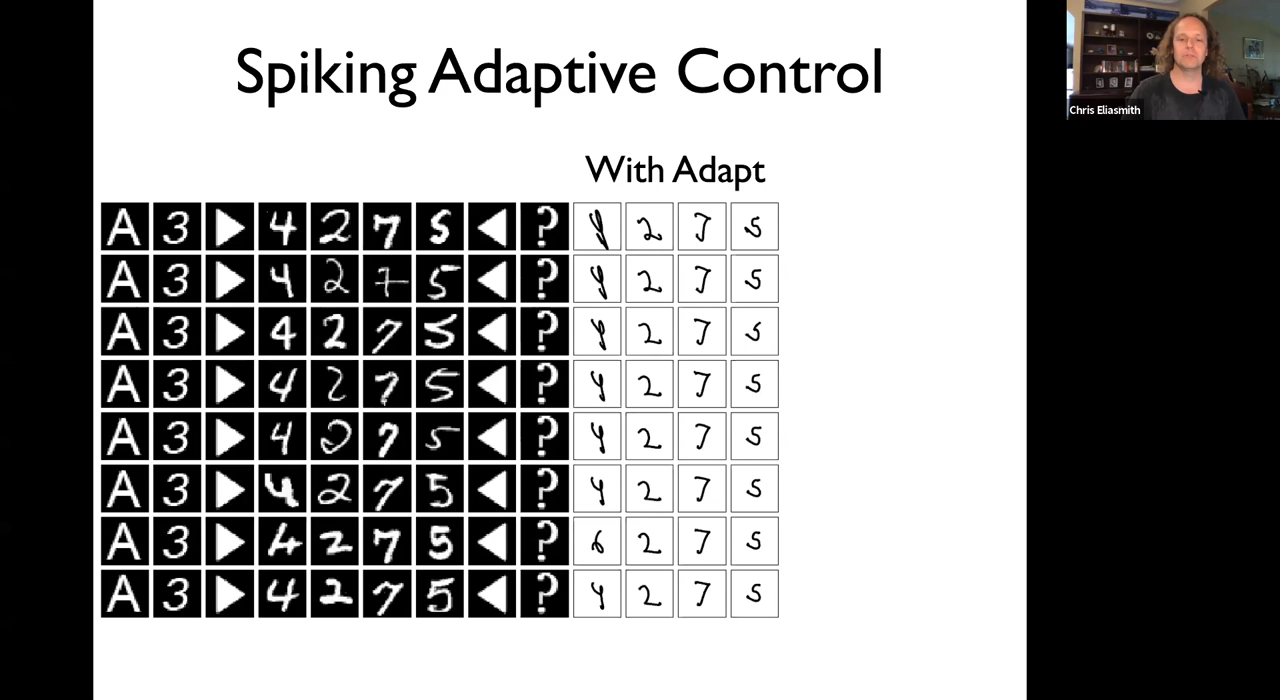 Spiking Adaptive Control
Chris Eliasmith
With Adapt
A 3 ▶ 4 2 7 5 ◀ ? 4 2 7 5
A 3 ▶ 4 2 7 5 ◀ ? 4 2 7 5
A 3 ▶ 4 2 7 5 ◀ ? 4 2 7 5
A 3 ▶ 4 2 7 5 ◀ ? 4 2 7 5
A 3 ▶ 4 2 7 5 ◀ ? 4 2 7 5
A 3 ▶ 4 2 7 5 ◀ ? 4 2 7 5
A 3 ▶ 4 2 7 5 ◀ ? 6 2 7 5
A 3 ▶ 4 2 7 5 ◀ ? 4 2 7 5